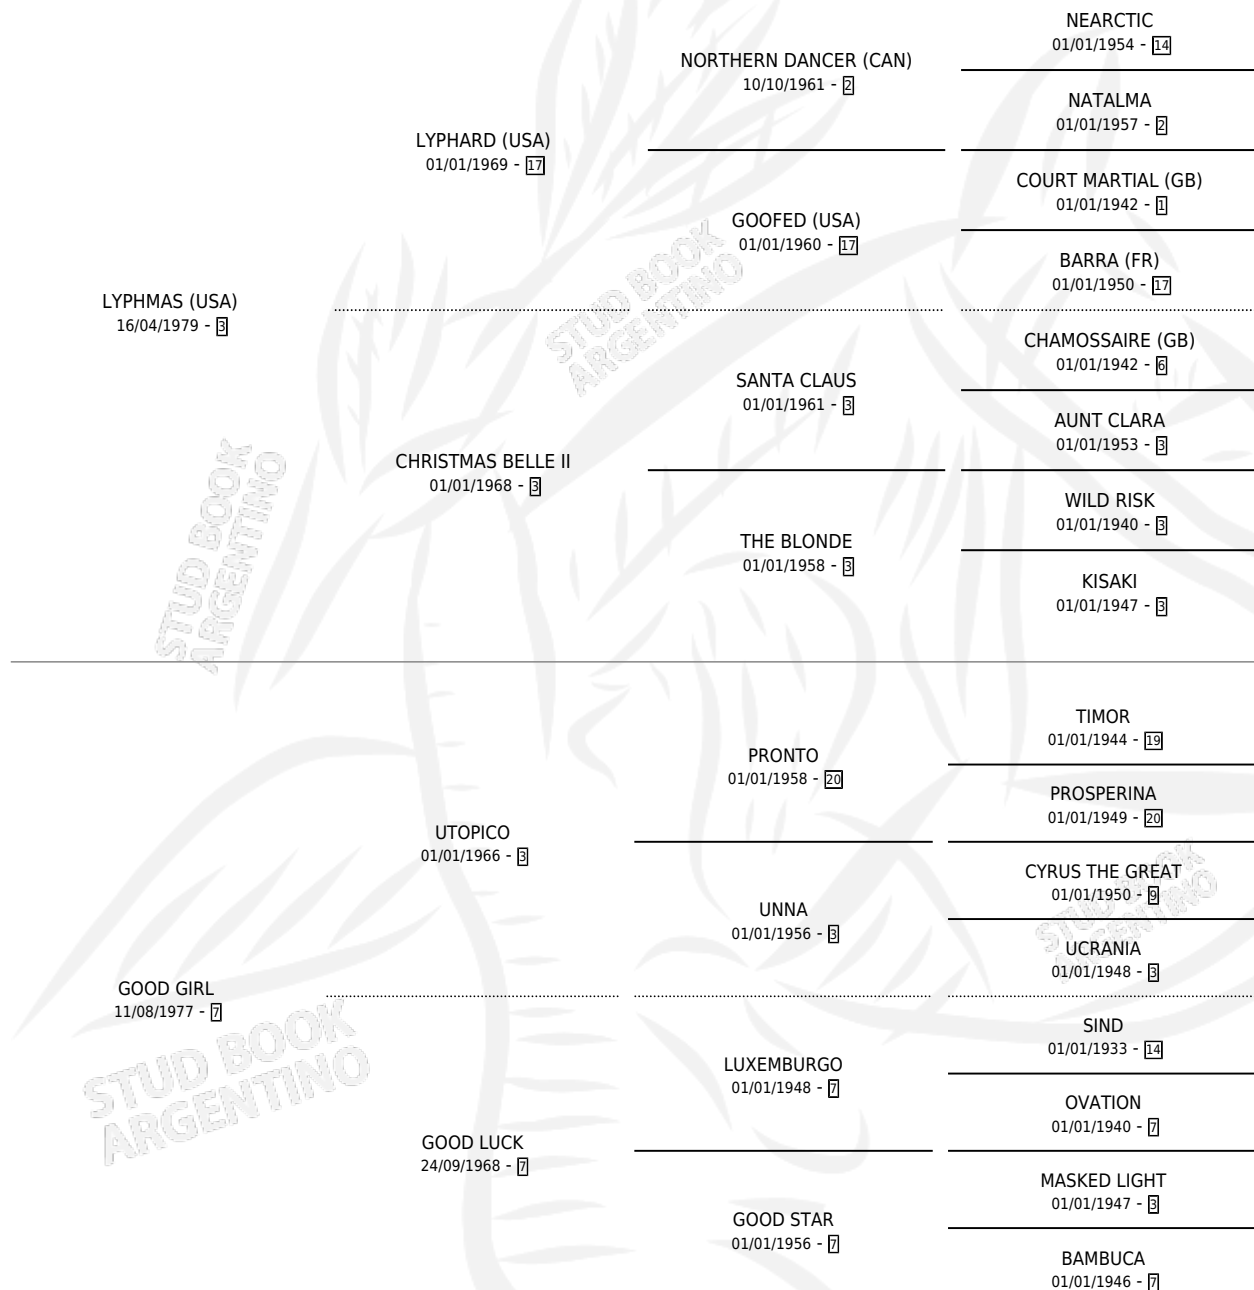 NEARCTIC
01/01/1954 - 14
NORTHERN DANCER (CAN)
10/10/1961 - 2
NATALMA
01/01/1957 - 2
LYPHARD (USA)
01/01/1969 - 17
COURT MARTIAL (GB)
01/01/1942 - 1
GOOFED (USA)
01/01/1960 - 17
BARRA (FR)
01/01/1950 - 17
LYPHMAS (USA)
16/04/1979 - 3
CHAMOSSAIRE (GB)
01/01/1942 - 6
SANTA CLAUS
01/01/1961 - 3
AUNT CLARA
01/01/1953 - 3
CHRISTMAS BELLE II
01/01/1968 - 3
WILD RISK
01/01/1940 - 3
THE BLONDE
01/01/1958 - 3
KISAKI
01/01/1947 - 3
TIMOR
01/01/1944 - 19
PRONTO
01/01/1958 - 20
PROSPERINA
01/01/1949 - 20
UTOPICO
01/01/1966 - 3
CYRUS THE GREAT
01/01/1950 - 9
UNNA
01/01/1956 - 3
UCRANIA
01/01/1948 - 3
GOOD GIRL
11/08/1977 - 7
SIND
01/01/1933 - 14
LUXEMBURGO
01/01/1948 - 7
OVATION
01/01/1940 - 7
GOOD LUCK
24/09/1968 - 7
MASKED LIGHT
01/01/1947 - 3
GOOD STAR
01/01/1956 - 7
BAMBUCA
01/01/1946 - 7
STUD BOOK
ARGENTINO
STUD BOOK
ARGENTINO
STUD BOOK
ARGENTINO
STUD BOOK
ARGENTINO